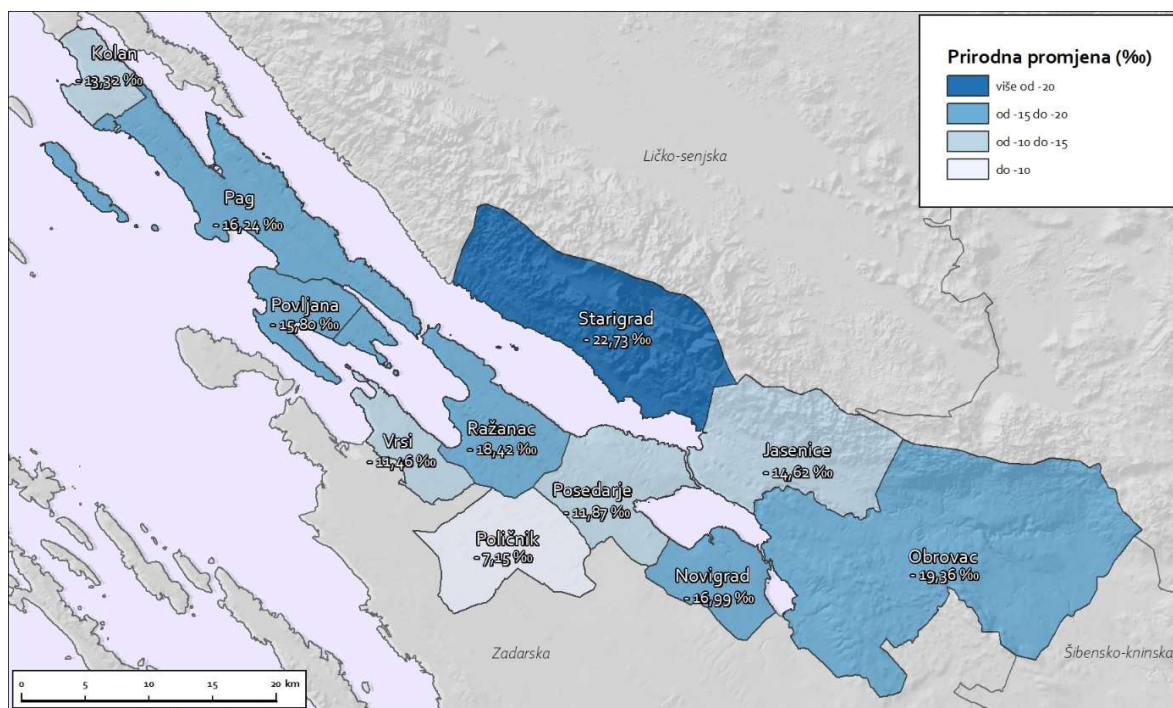 Prirodna promjena (‰)
više od -20
od -15 do -20
od -10 do -15
do -10
Kolan
- 13,32 ‰
Ličko-senjska
Pag
- 16,24 ‰
Povljana
- 15,80 ‰
Starigrad
- 22,73 ‰
Ražanac
- 18,42 ‰
Vrsi
- 11,46 ‰
Jasenice
- 14,62 ‰
Posedarje
- 11,87 ‰
Poličnik
- 7,15 ‰
Novigrad
- 16,99 ‰
Obrovac
- 19,36 ‰
Zadarska
Šibensko-kninska
0 5 10 15 20 km